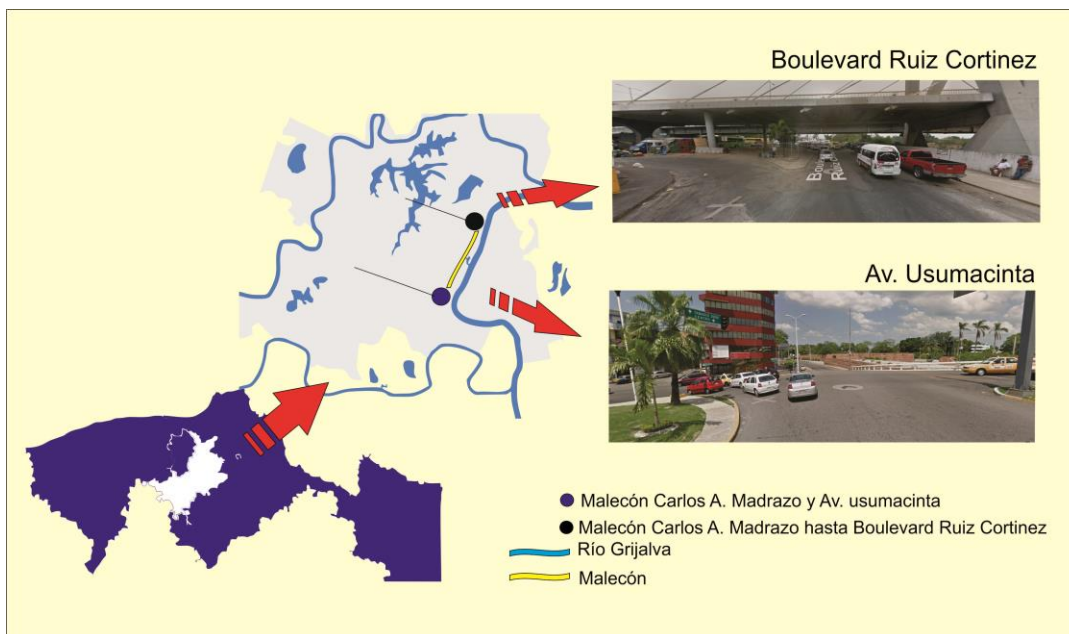 Boulevard Ruiz Cortinez
Av. Usumacinta
Malecón Carlos A. Madrazo y Av. usumacinta
Malecón Carlos A. Madrazo hasta Boulevard Ruiz Cortinez
Río Grijalva
Malecón